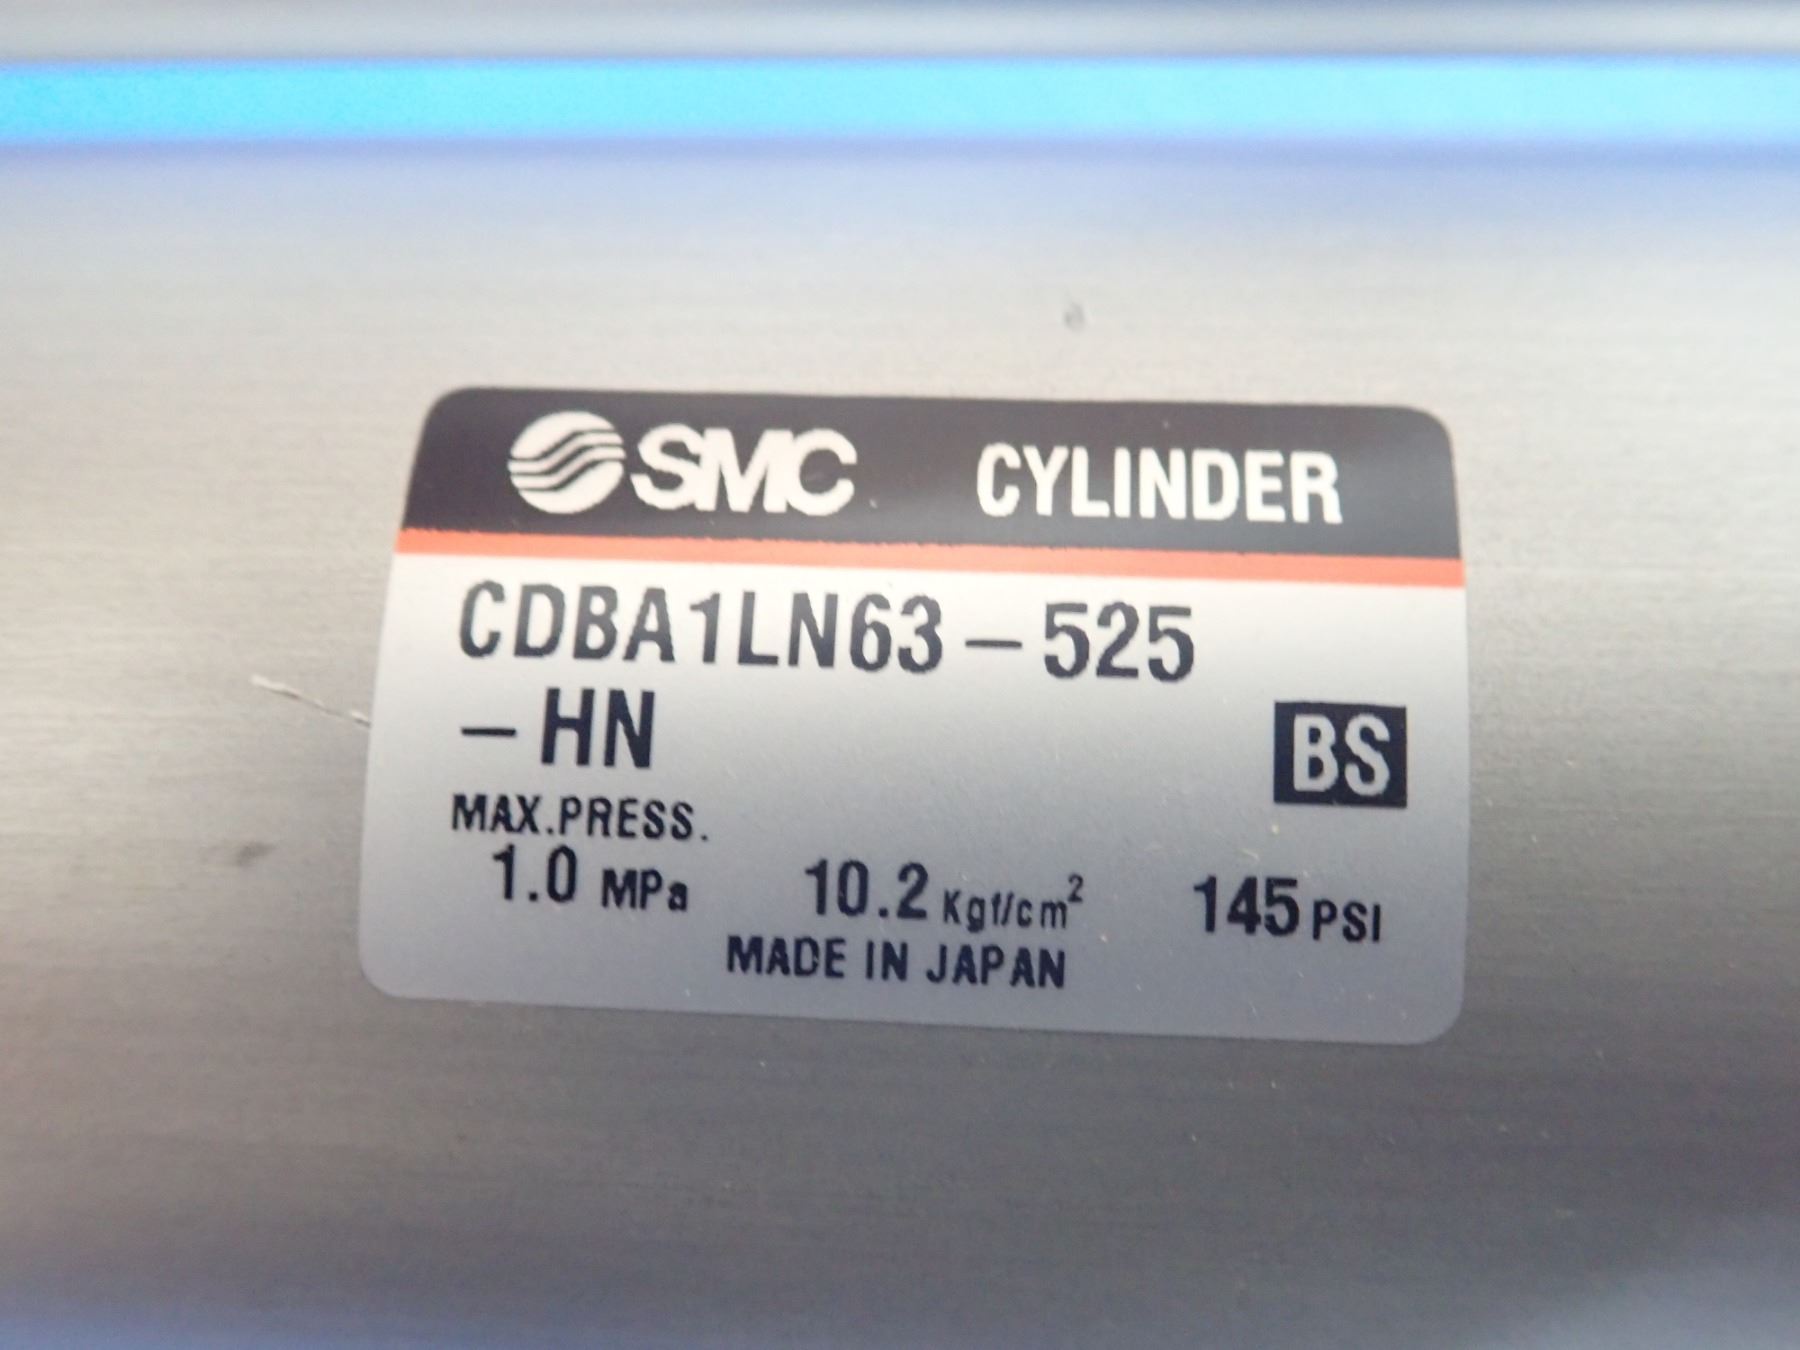 SMC CYLINDER
CDBA1LN63-525
-HN BS
MAX.PRESS.
1.0 MPa 10.2 Kgf/cm² 145 PSI
MADE IN JAPAN